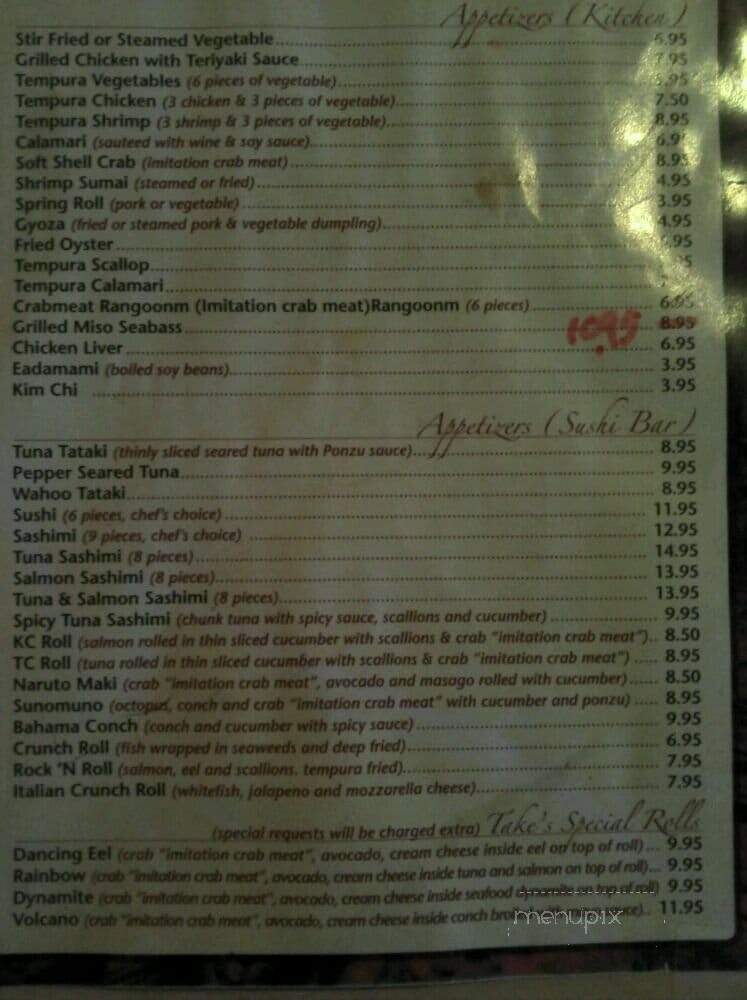 Appetizers (Kitchen)
Stir Fried or Steamed Vegetable 6.95
Grilled Chicken with Teriyaki Sauce 7.95
Tempura Vegetables (6 pieces of vegetable)
Tempura Chicken (3 chicken & 3 pieces of vegetable) 7.50
Tempura Shrimp (3 shrimp & 3 pieces of vegetable) 8.95
Calamari (sauteed with wine & soy sauce)
Soft Shell Crab (imitation crab meat) 8.95
Shrimp Sumai (steamed or fried) 4.95
Spring Roll (pork or vegetable) 3.95
Gyoza (fried or steamed pork & vegetable dumpling) 4.95
Fried Oyster
Tempura Scallop
Tempura Calamari
Crabmeat Rangoonm (Imitation crab meat)Rangoonm (6 pieces) 6.95
Grilled Miso Seabass 1095 8.95
Chicken Liver 6.95
Eadamami (boiled soy beans) 3.95
Kim Chi 3.95
Appetizers (Sushi Bar)
Tuna Tataki (thinly sliced seared tuna with Ponzu sauce) 8.95
Pepper Seared Tuna 9.95
Wahoo Tataki 8.95
Sushi (6 pieces, chef's choice) 11.95
Sashimi (9 pieces, chef's choice) 12.95
Tuna Sashimi (8 pieces) 14.95
Salmon Sashimi (8 pieces) 13.95
Tuna & Salmon Sashimi (8 pieces) 13.95
Spicy Tuna Sashimi (chunk tuna with spicy sauce, scallions and cucumber) 9.95
KC Roll (salmon rolled in thin sliced cucumber with scallions & crab "imitation crab meat") 8.50
TC Roll (tuna rolled in thin sliced cucumber with scallions & crab "imitation crab meat") 8.95
Naruto Maki (crab "imitation crab meat", avocado and masago rolled with cucumber) 8.50
Sunomuno (octopus, conch and crab "imitation crab meat" with cucumber and ponzu) 8.95
Bahama Conch (conch and cucumber with spicy sauce) 9.95
Crunch Roll (fish wrapped in seaweeds and deep fried) 6.95
Rock 'N Roll (salmon, eel and scallions. tempura fried) 7.95
Italian Crunch Roll (whitefish, jalapeno and mozzarella cheese) 7.95
(special requests will be charged extra) Take's Special Rolls
Dancing Eel (crab "imitation crab meat", avocado, cream cheese inside eel on top of roll) 9.95
Rainbow (crab "imitation crab meat", avocado, cream cheese inside tuna and salmon on top of roll) 9.95
Dynamite (crab "imitation crab meat", avocado, cream cheese inside seafood on top of roll) 9.95
Volcano (crab "imitation crab meat", avocado, cream cheese inside conch sauce) 11.95
menupix